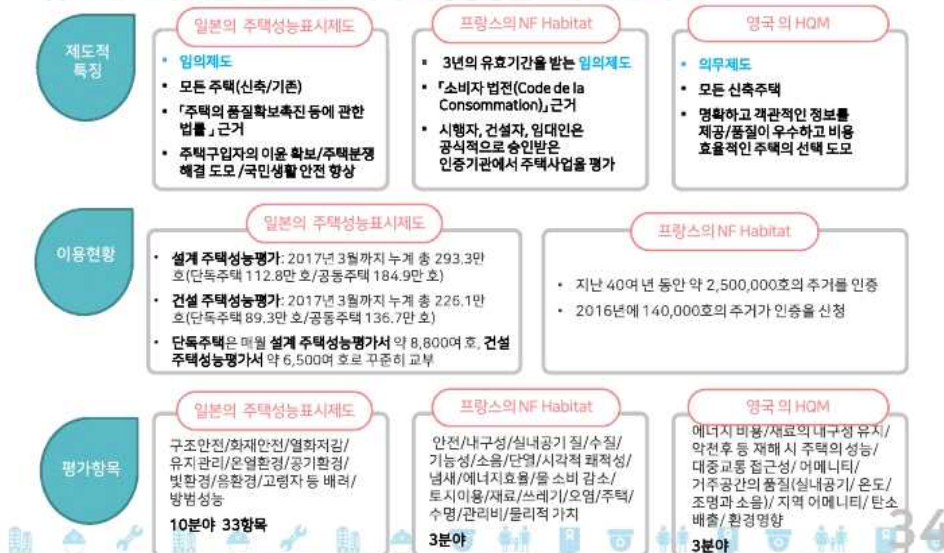 제도적
특징
일본의 주택성능표시제도
• 임의제도
• 모든 주택(신축/기존)
• 「주택의 품질확보촉진 등에 관한
법률」근거
• 주택구입자의 이윤 확보/주택분쟁
해결 도모 /국민생활 안전 향상
프랑스의 NF Habitat
• 3년의 유효기간을 받는 임의제도
• 「소비자 법전(Code de la
Consommation)」근거
• 시행자, 건설자, 임대인은
공식적으로 승인받은
인증기관에서 주택사업을 평가
영국 의 HQM
• 의무제도
• 모든 신축주택
• 명확하고 객관적인 정보를
제공/품질이 우수하고 비용
효율적인 주택의 선택 도모
이용현황
일본의 주택성능표시제도
• 설계 주택성능평가: 2017년 3월까지 누계 총 293.3만
호(단독주택 112.8만 호/공동주택 184.9만 호)
• 건설 주택성능평가: 2017년 3월까지 누계 총 226.1만
호(단독주택 89.3만 호/공동주택 136.7만 호)
• 단독주택은 매월 설계 주택성능평가서 약 8,800여 호, 건설
주택성능평가서 약 6,500여 호로 꾸준히 교부
프랑스의 NF Habitat
• 지난 40여 년 동안 약 2,500,000호의 주거를 인증
• 2016년에 140,000호의 주거가 인증을 신청
평가항목
일본의 주택성능표시제도
구조안전/화재안전/열화저감/
유지관리/온열환경/공기환경/
빛환경/음환경/고령자 등 배려/
방범성능
10분야 33항목
프랑스의 NF Habitat
안전/내구성/실내공기 질/수질/
기능성/소음/단열/시각적 쾌적성/
냄새/에너지효율/물 소비 감소/
토지이용/재료/쓰레기/오염/주택/
수명/관리비/물리적 가치
3분야
영국 의 HQM
에너지 비용/재료의 내구성 유지/
악천후 등 재해 시 주택의 성능/
대중교통 접근성/ 어메니티/
거주공간의 품질(실내공기/ 온도/
조명과 소음)/ 지역 어메니티/ 탄소
배출/ 환경영향
3분야
34